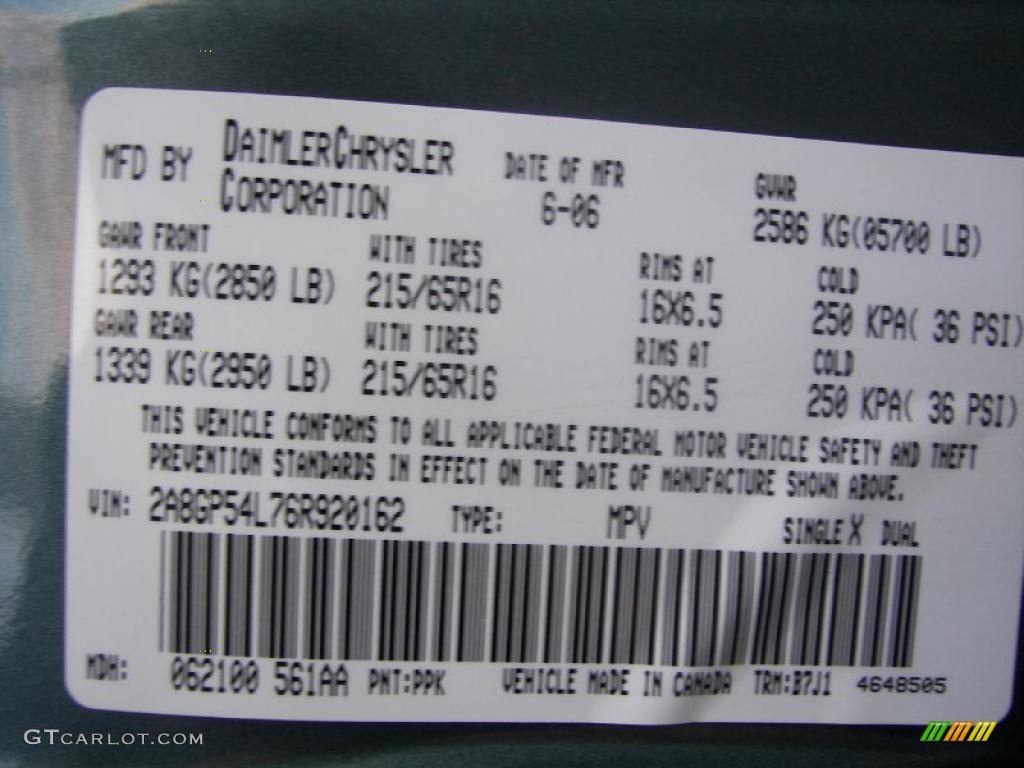 MFD BY DAIMLERCHRYSLER CORPORATION DATE OF MFR 6-06 GVWR 2586 KG(05700 LB)
GAWR FRONT WITH TIRES RIMS AT COLD
1293 KG(2850 LB) 215/65R16 16X6.5 250 KPA( 36 PSI)
GAWR REAR WITH TIRES RIMS AT COLD
1339 KG(2950 LB) 215/65R16 16X6.5 250 KPA( 36 PSI)
THIS VEHICLE CONFORMS TO ALL APPLICABLE FEDERAL MOTOR VEHICLE SAFETY AND THEFT
PREVENTION STANDARDS IN EFFECT ON THE DATE OF MANUFACTURE SHOWN ABOVE.
VIN: 2A8GP54L76R920162 TYPE: MPV SINGLE X DUAL
MDH: 062100 561AA PNT:PPK VEHICLE MADE IN CANADA TRM:B7J1 4648505
GTCARLOT.COM